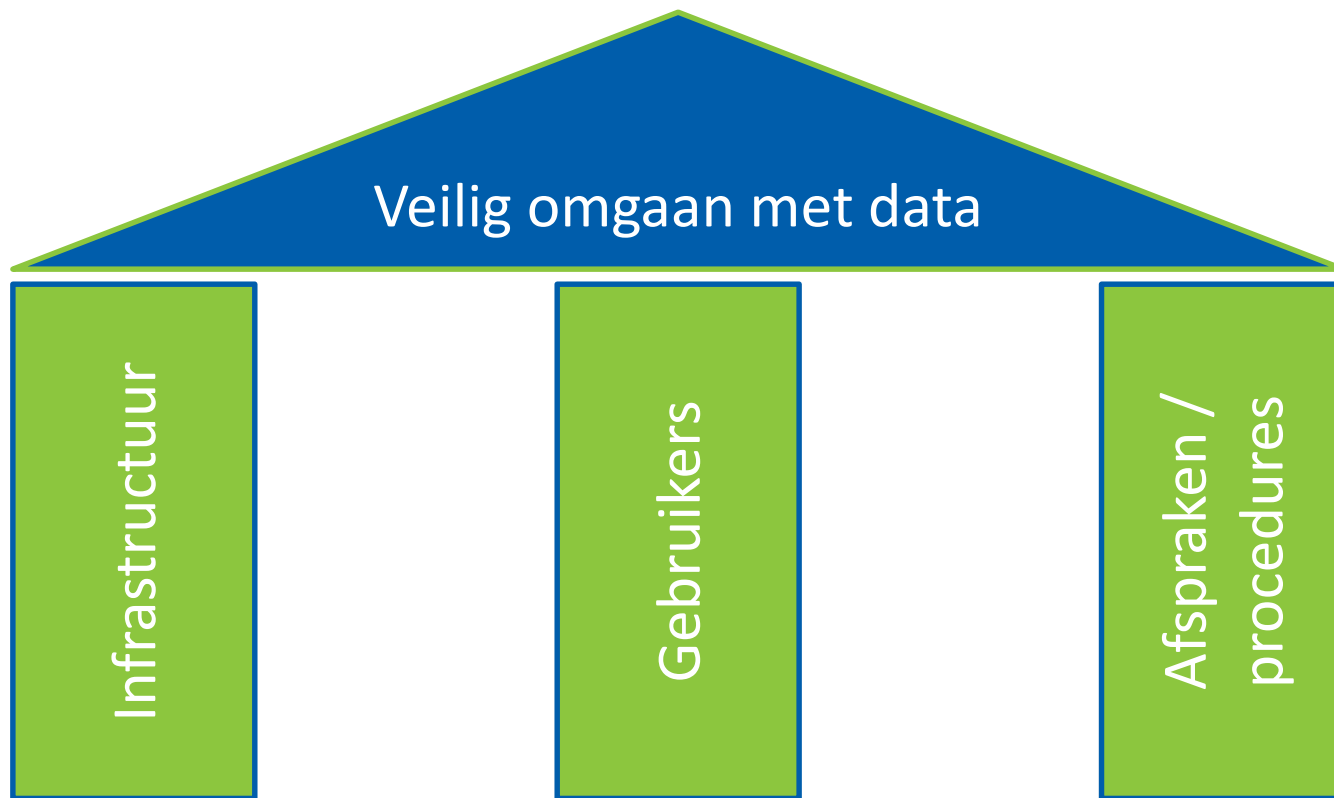 Veilig omgaan met data
Infrastructuur
Gebruikers
Afspraken /
procedures